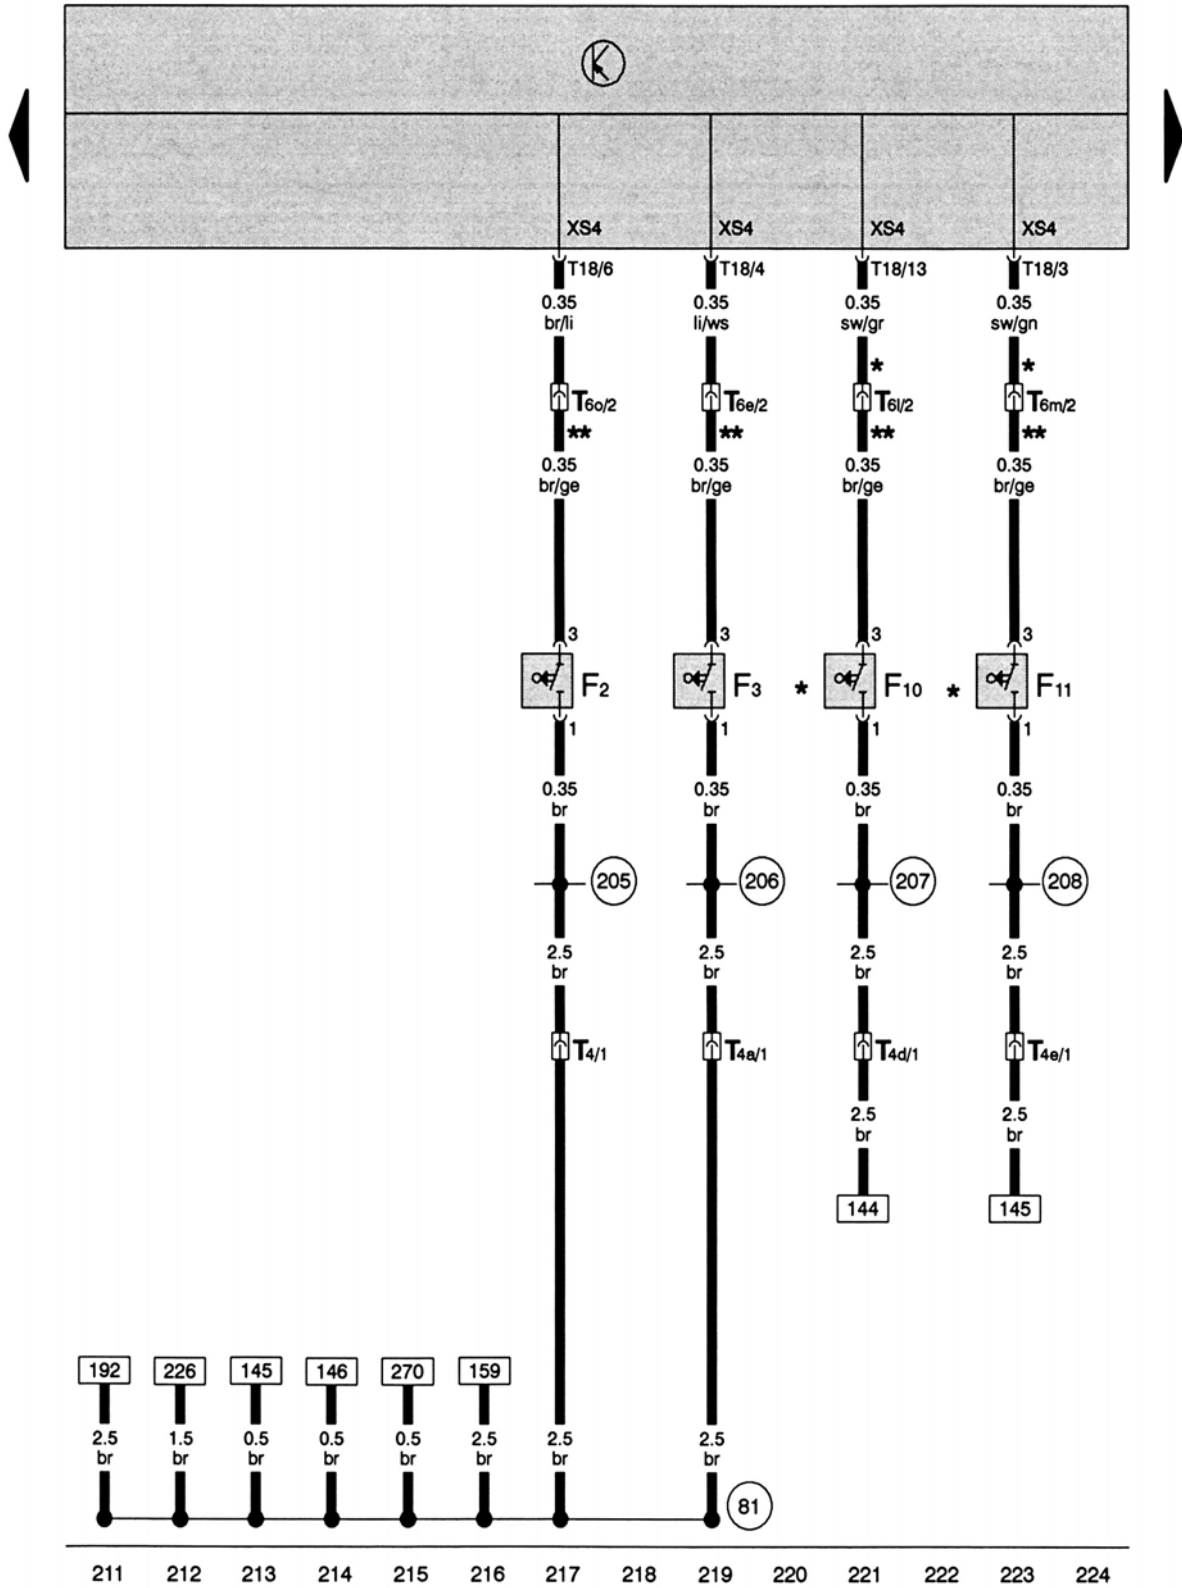 XS4 XS4 XS4 XS4
T18/6 T18/4 T18/13 T18/3
0.35 0.35 0.35 0.35
br/li li/ws sw/gr sw/gn
* *
T6o/2 T6e/2 T6l/2 T6m/2
** ** ** **
0.35 0.35 0.35 0.35
br/ge br/ge br/ge br/ge
3 3 3 3
F2 F3 * F10 * F11
1 1 1 1
0.35 0.35 0.35 0.35
br br br br
205 206 207 208
2.5 2.5 2.5 2.5
br br br br
T4/1 T4a/1 T4d/1 T4e/1
2.5 2.5
br br
144 145
192 226 145 146 270 159
2.5 1.5 0.5 0.5 0.5 2.5 2.5 2.5
br br br br br br br br
81
211 212 213 214 215 216 217 218 219 220 221 222 223 224